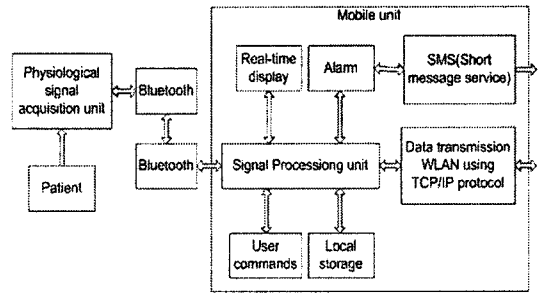 Mobile unit
Physiological
signal
acquisition unit
Bluetooth
Real-time
display
Alarm
SMS(Short
message service)
Patient
Bluetooth
Signal Processiong unit
Data transmission
WLAN using
TCP/IP protocol
User
commands
Local
storage